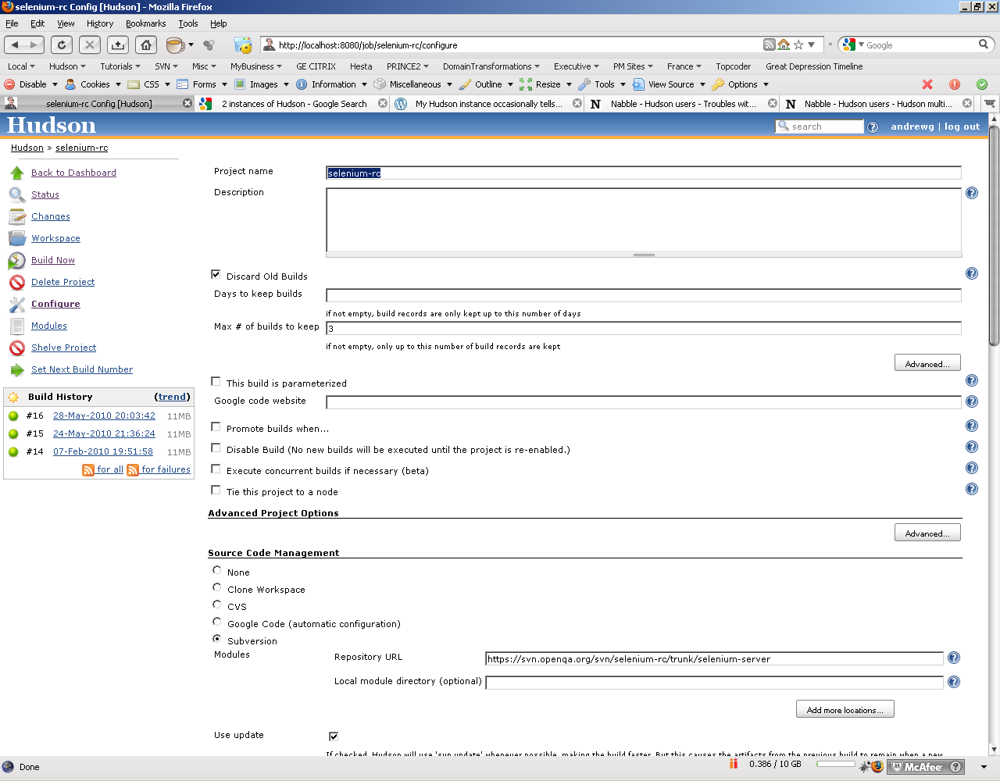 selenium-rc Config [Hudson] - Mozilla Firefox
File Edit View History Bookmarks Tools Help
http://localhost:8080/job/selenium-rc/configure Google
Local Hudson Tutorials SVN Misc MyBusiness GE CITRIX Hesta PRINCE2 DomainTransformations Executive PM Sites France Topcoder Great Depression Timeline
Disable Cookies CSS Forms Images Information Miscellaneous Outline Resize Tools View Source Options
selenium-rc Config [Hudson] 2 instances of Hudson - Google Search My Hudson instance occasionally tells... Nabble - Hudson users - Troubles wit... Nabble - Hudson users - Hudson multi...
Hudson search andrewg | log out
Hudson » selenium-rc
Back to Dashboard
Status
Changes
Workspace
Build Now
Delete Project
Configure
Modules
Shelve Project
Set Next Build Number
Build History (trend)
#16 28-May-2010 20:03:42 11MB
#15 24-May-2010 21:36:24 11MB
#14 07-Feb-2010 19:51:58 11MB
for all for failures
Project name selenium-rc
Description
Discard Old Builds
Days to keep builds
if not empty, build records are only kept up to this number of days
Max # of builds to keep 3
if not empty, only up to this number of build records are kept
Advanced...
This build is parameterized
Google code website
Promote builds when...
Disable Build (No new builds will be executed until the project is re-enabled.)
Execute concurrent builds if necessary (beta)
Tie this project to a node
Advanced Project Options
Advanced...
Source Code Management
None
Clone Workspace
CVS
Google Code (automatic configuration)
Subversion
Modules Repository URL https://svn.openqa.org/svn/selenium-rc/trunk/selenium-server
Local module directory (optional)
Add more locations...
Use update
If checked, Hudson will use 'svn update' whenever possible, making the build faster. But this causes the artifacts from the previous build to remain when a new
Done 0.386 / 10 GB McAfee